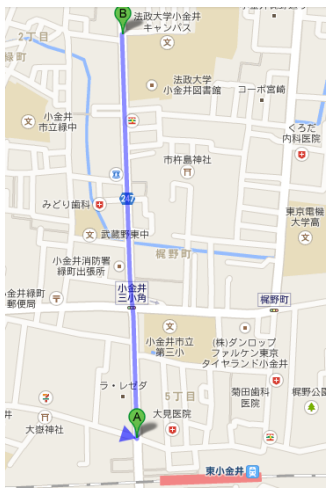 B
法政大学小金井
キャンパス
2丁目
緑町
法政大学
小金井図書館
コーポ宮崎
小金井
市立緑中
くろだ
内科医院
市杵島神社
みどり歯科
247
東京電機
大学高
武蔵野東中
梶野町
小金井消防署
緑町出張所
小金井
三小角
梶野町
金井緑町
郵便局
小金井市立
第三小
(株)ダンロップ
ファルケン東京
タイヤランド小金井
ラ・レゼダ
5丁目
菊田歯科
医院
梶野公園
A
大見医院
大嶽神社
井
東小金井